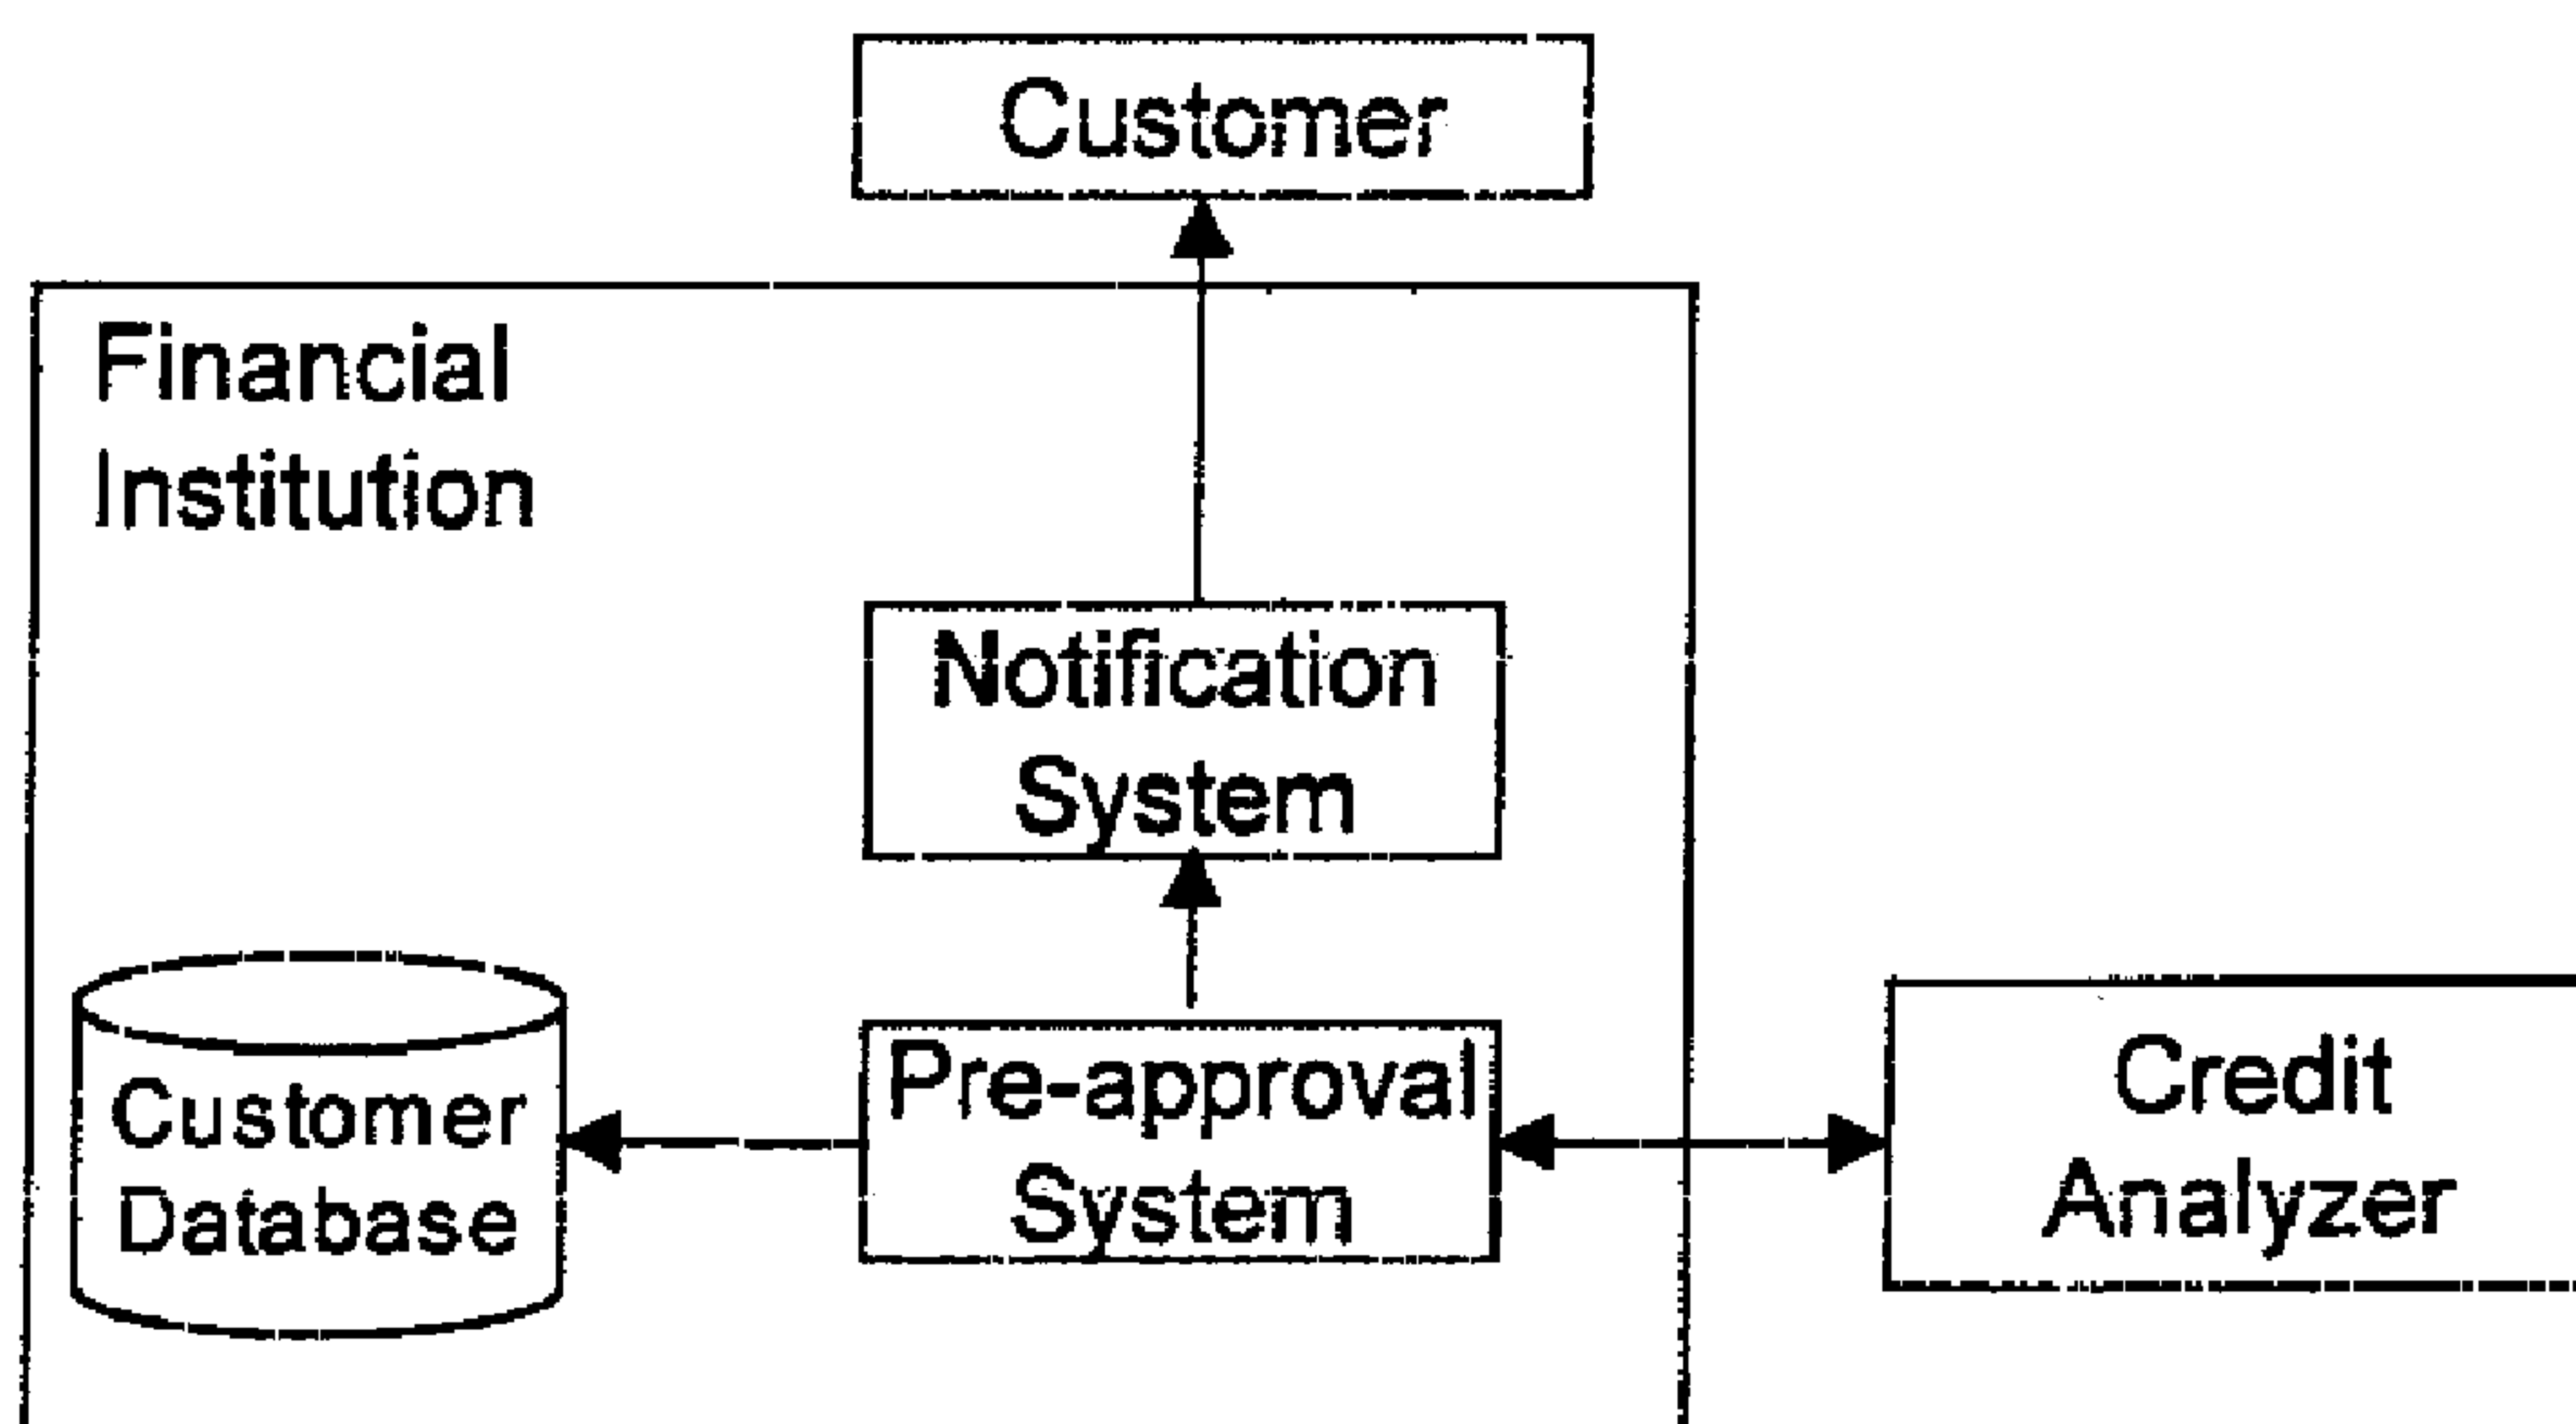 Customer
Financial
Institution
Notification
System
Customer
Database
Pre-approval
System
Credit
Analyzer